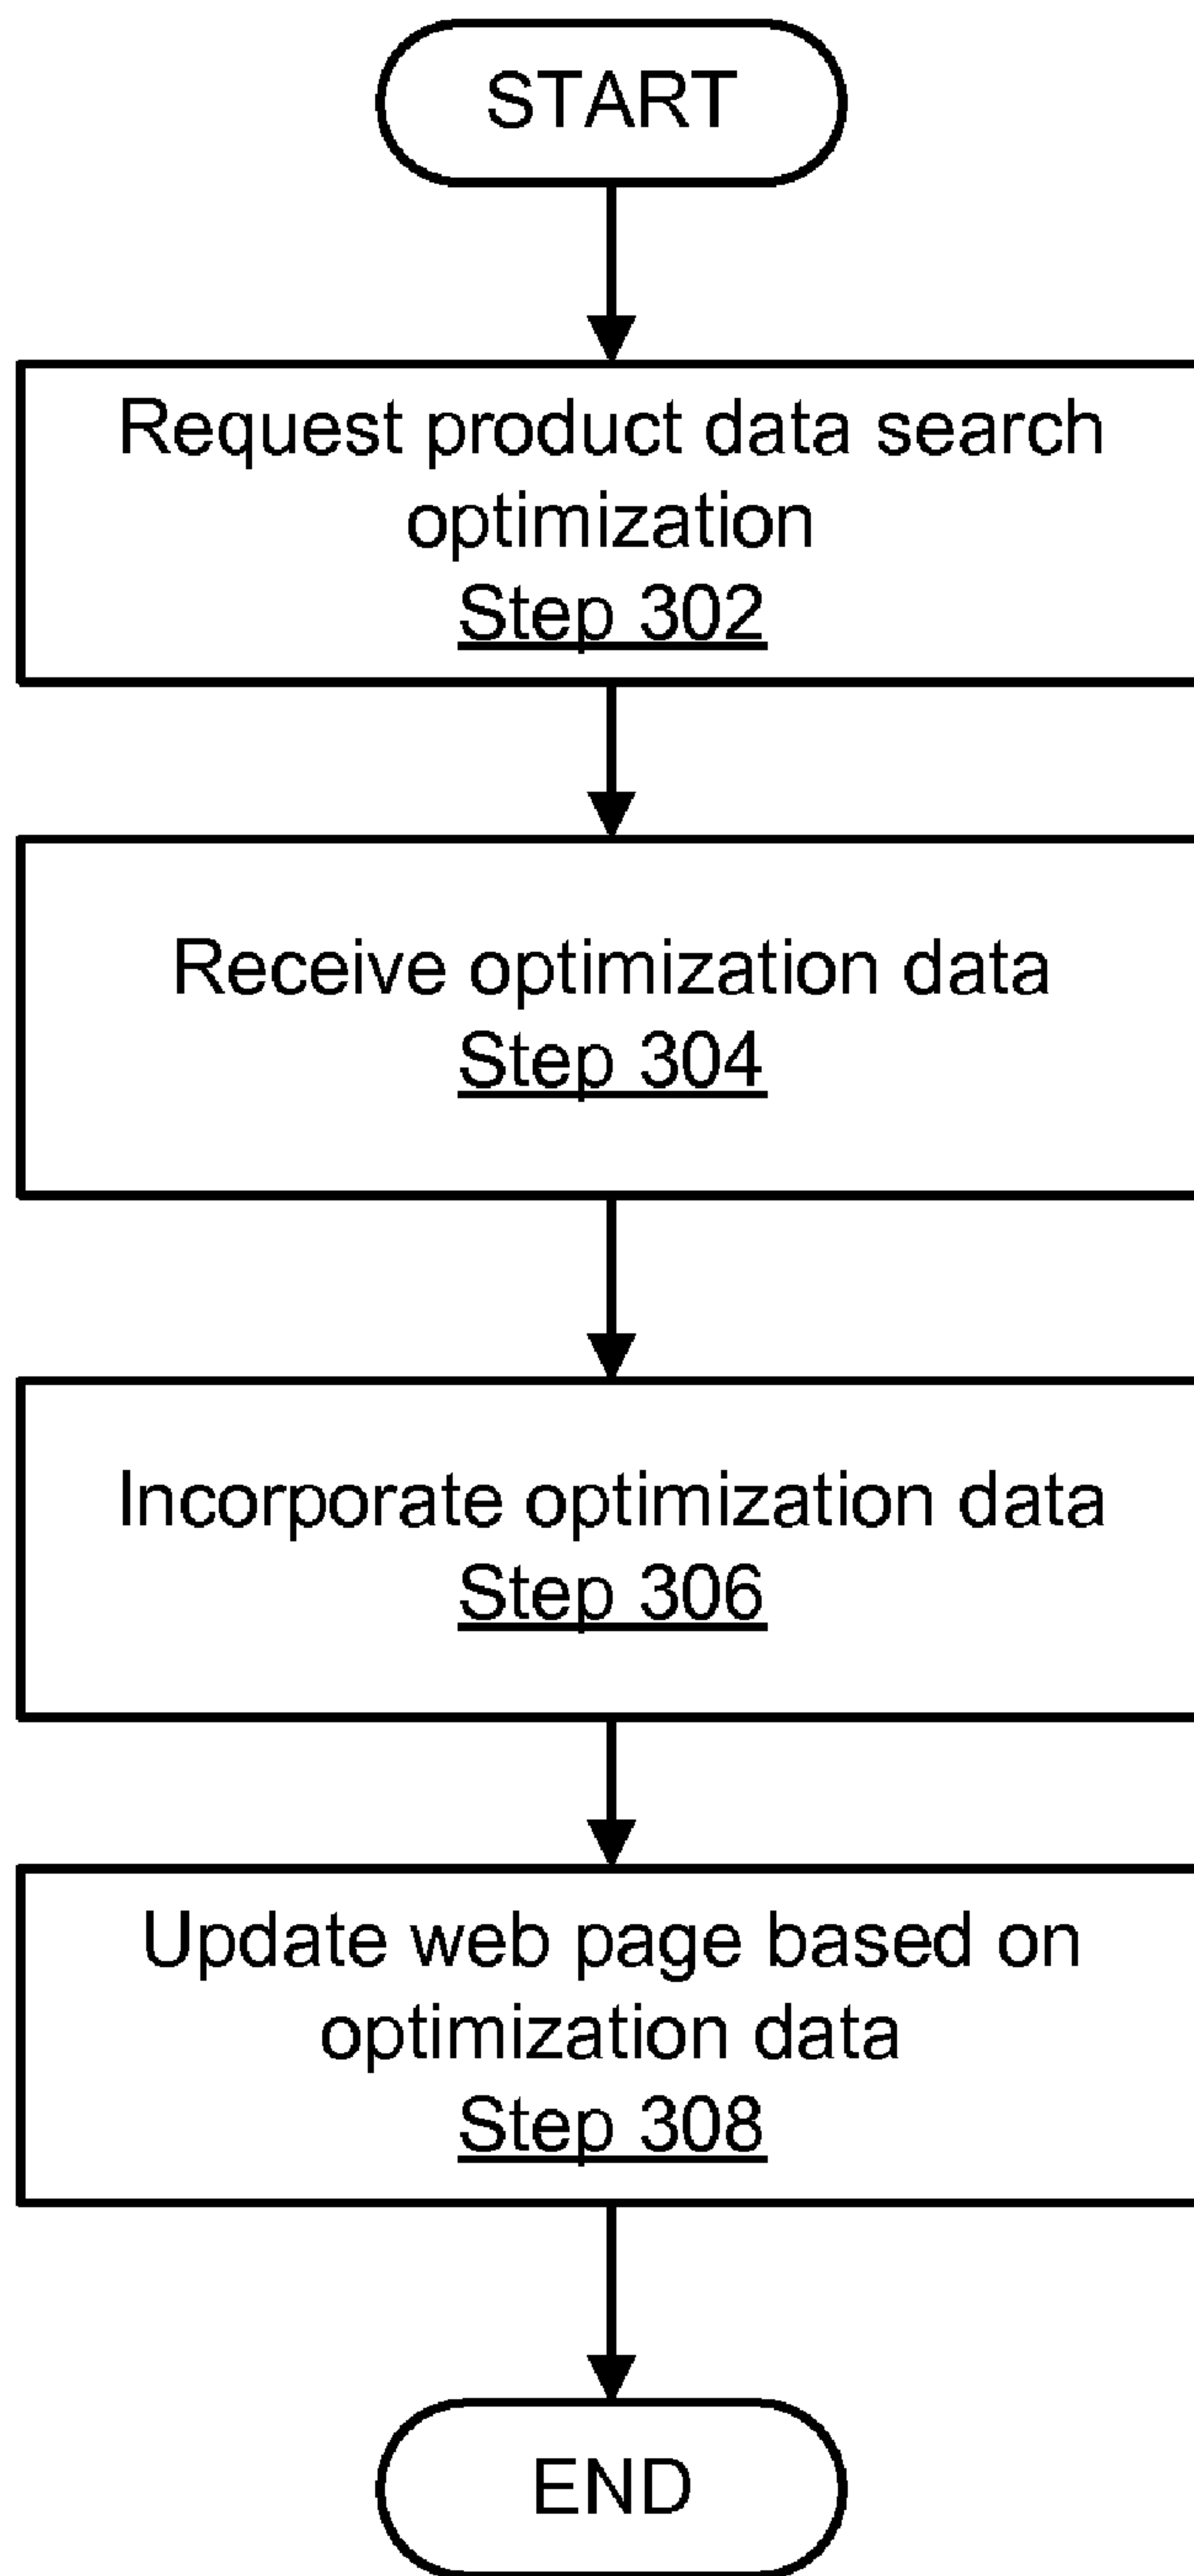 START
Request product data search
optimization
Step 302
Receive optimization data
Step 304
Incorporate optimization data
Step 306
Update web page based on
optimization data
Step 308
END